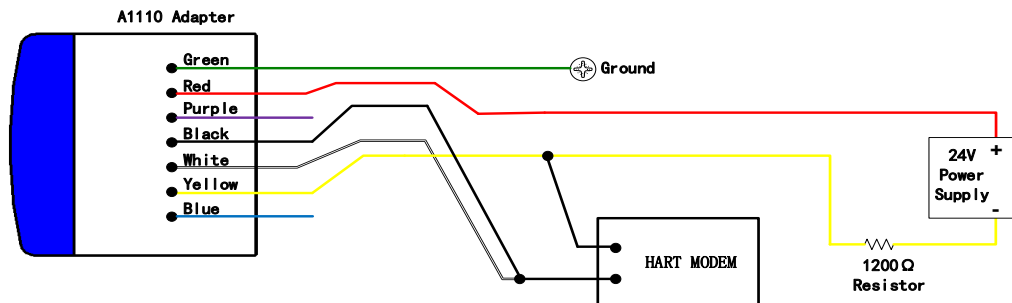 A1110 Adapter
Green
Ground
Red
Purple
Black
White
Yellow
Blue
+
24V
Power
Supply
-
HART MODEM
1200Ω
Resistor